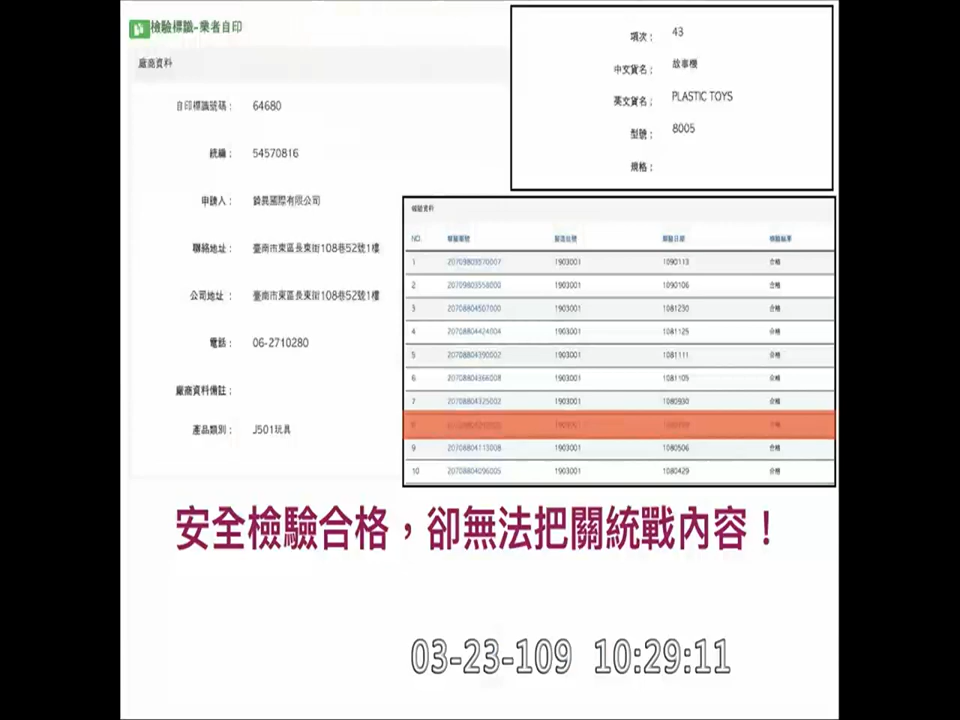 檢驗標識-業者自印
廠商資料
自印標識號碼： 64680
統編： 54570816
申請人： 國際有限公司
聯絡地址： 臺南市東區長東街108巷52號1樓
公司地址： 臺南市東區長東街108巷52號1樓
電話： 06-2710280
廠商資料備註：
產品類別： J501玩具
項次： 43
中文貨名： 故事機
英文貨名： PLASTIC TOYS
型號： 8005
規格：
檢驗資料
NO.
1 20709803570007 1903001 1090113 合格
2 20709803558000 1903001 1090106 合格
3 20708804507000 1903001 1081230 合格
4 20708804424004 1903001 1081125 合格
5 20708804390002 1903001 1081111 合格
6 20708804366008 1903001 1081105 合格
7 20708804325002 1903001 1080930 合格
9 20708804113008 1903001 1080506 合格
10 20708804096005 1903001 1080429 合格
安全檢驗合格，卻無法把關統戰內容！
03-23-109 10:29:11